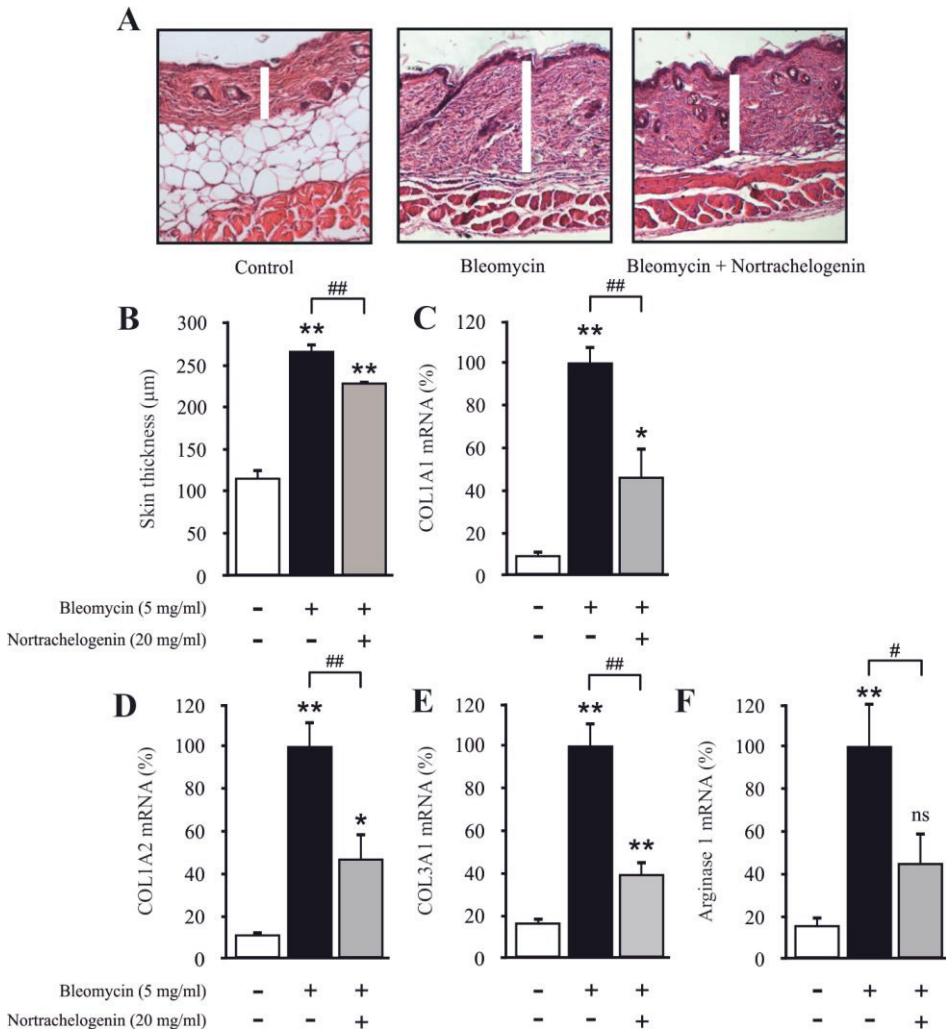 A
Control
Bleomycin
Bleomycin + Nortrachelogenin
B
##
300
250
200
150
100
50
0
Skin thickness (µm)
**
**
C
##
120
100
80
60
40
20
0
COL1A1 mRNA (%)
**
*
Bleomycin (5 mg/ml)
- + +
- + +
Nortrachelogenin (20 mg/ml)
- - +
- - +
D
##
120
100
80
60
40
20
0
COL1A2 mRNA (%)
**
*
E
##
120
100
80
60
40
20
0
COL3A1 mRNA (%)
**
**
F
#
120
100
80
60
40
20
0
Arginase 1 mRNA (%)
**
ns
Bleomycin (5 mg/ml)
- + +
- + +
- + +
Nortrachelogenin (20 mg/ml)
- - +
- - +
- - +